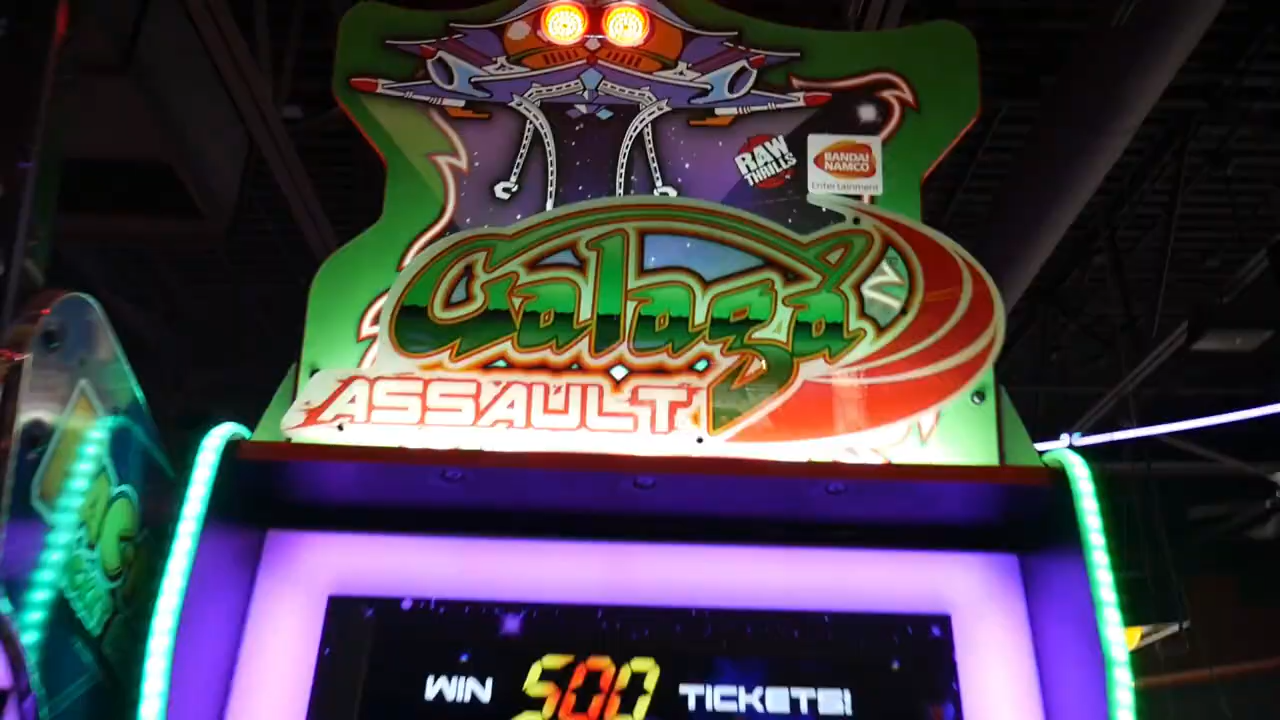 RAW THRILLS
BANDAI NAMCO
Entertainment
Galaga
ASSAULT
WIN 500 TICKETS!